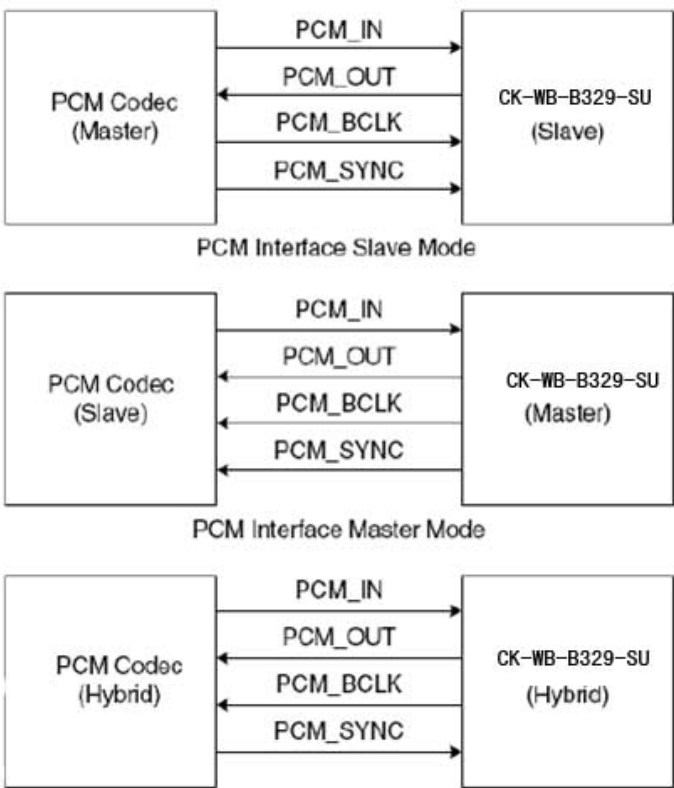 PCM_IN
PCM_OUT
PCM Codec
(Master)
CK-WB-B329-SU
(Slave)
PCM_BCLK
PCM_SYNC
PCM Interface Slave Mode
PCM_IN
PCM_OUT
PCM Codec
(Slave)
CK-WB-B329-SU
(Master)
PCM_BCLK
PCM_SYNC
PCM Interface Master Mode
PCM_IN
PCM_OUT
PCM Codec
(Hybrid)
CK-WB-B329-SU
(Hybrid)
PCM_BCLK
PCM_SYNC